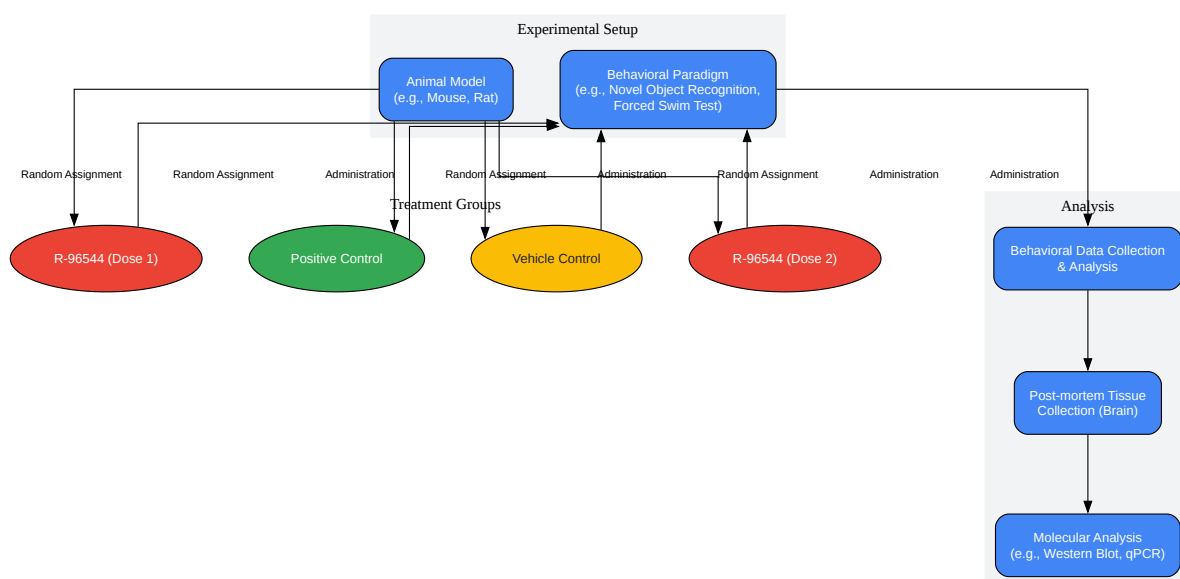 Experimental Setup
Animal Model
(e.g., Mouse, Rat)
Behavioral Paradigm
(e.g., Novel Object Recognition,
Forced Swim Test)
Random Assignment
Random Assignment
Administration
Random Assignment
Administration
Random Assignment
Administration
Administration
Treatment Groups
Analysis
R-96544 (Dose 1)
Positive Control
Vehicle Control
R-96544 (Dose 2)
Behavioral Data Collection
& Analysis
Post-mortem Tissue
Collection (Brain)
Molecular Analysis
(e.g., Western Blot, qPCR)